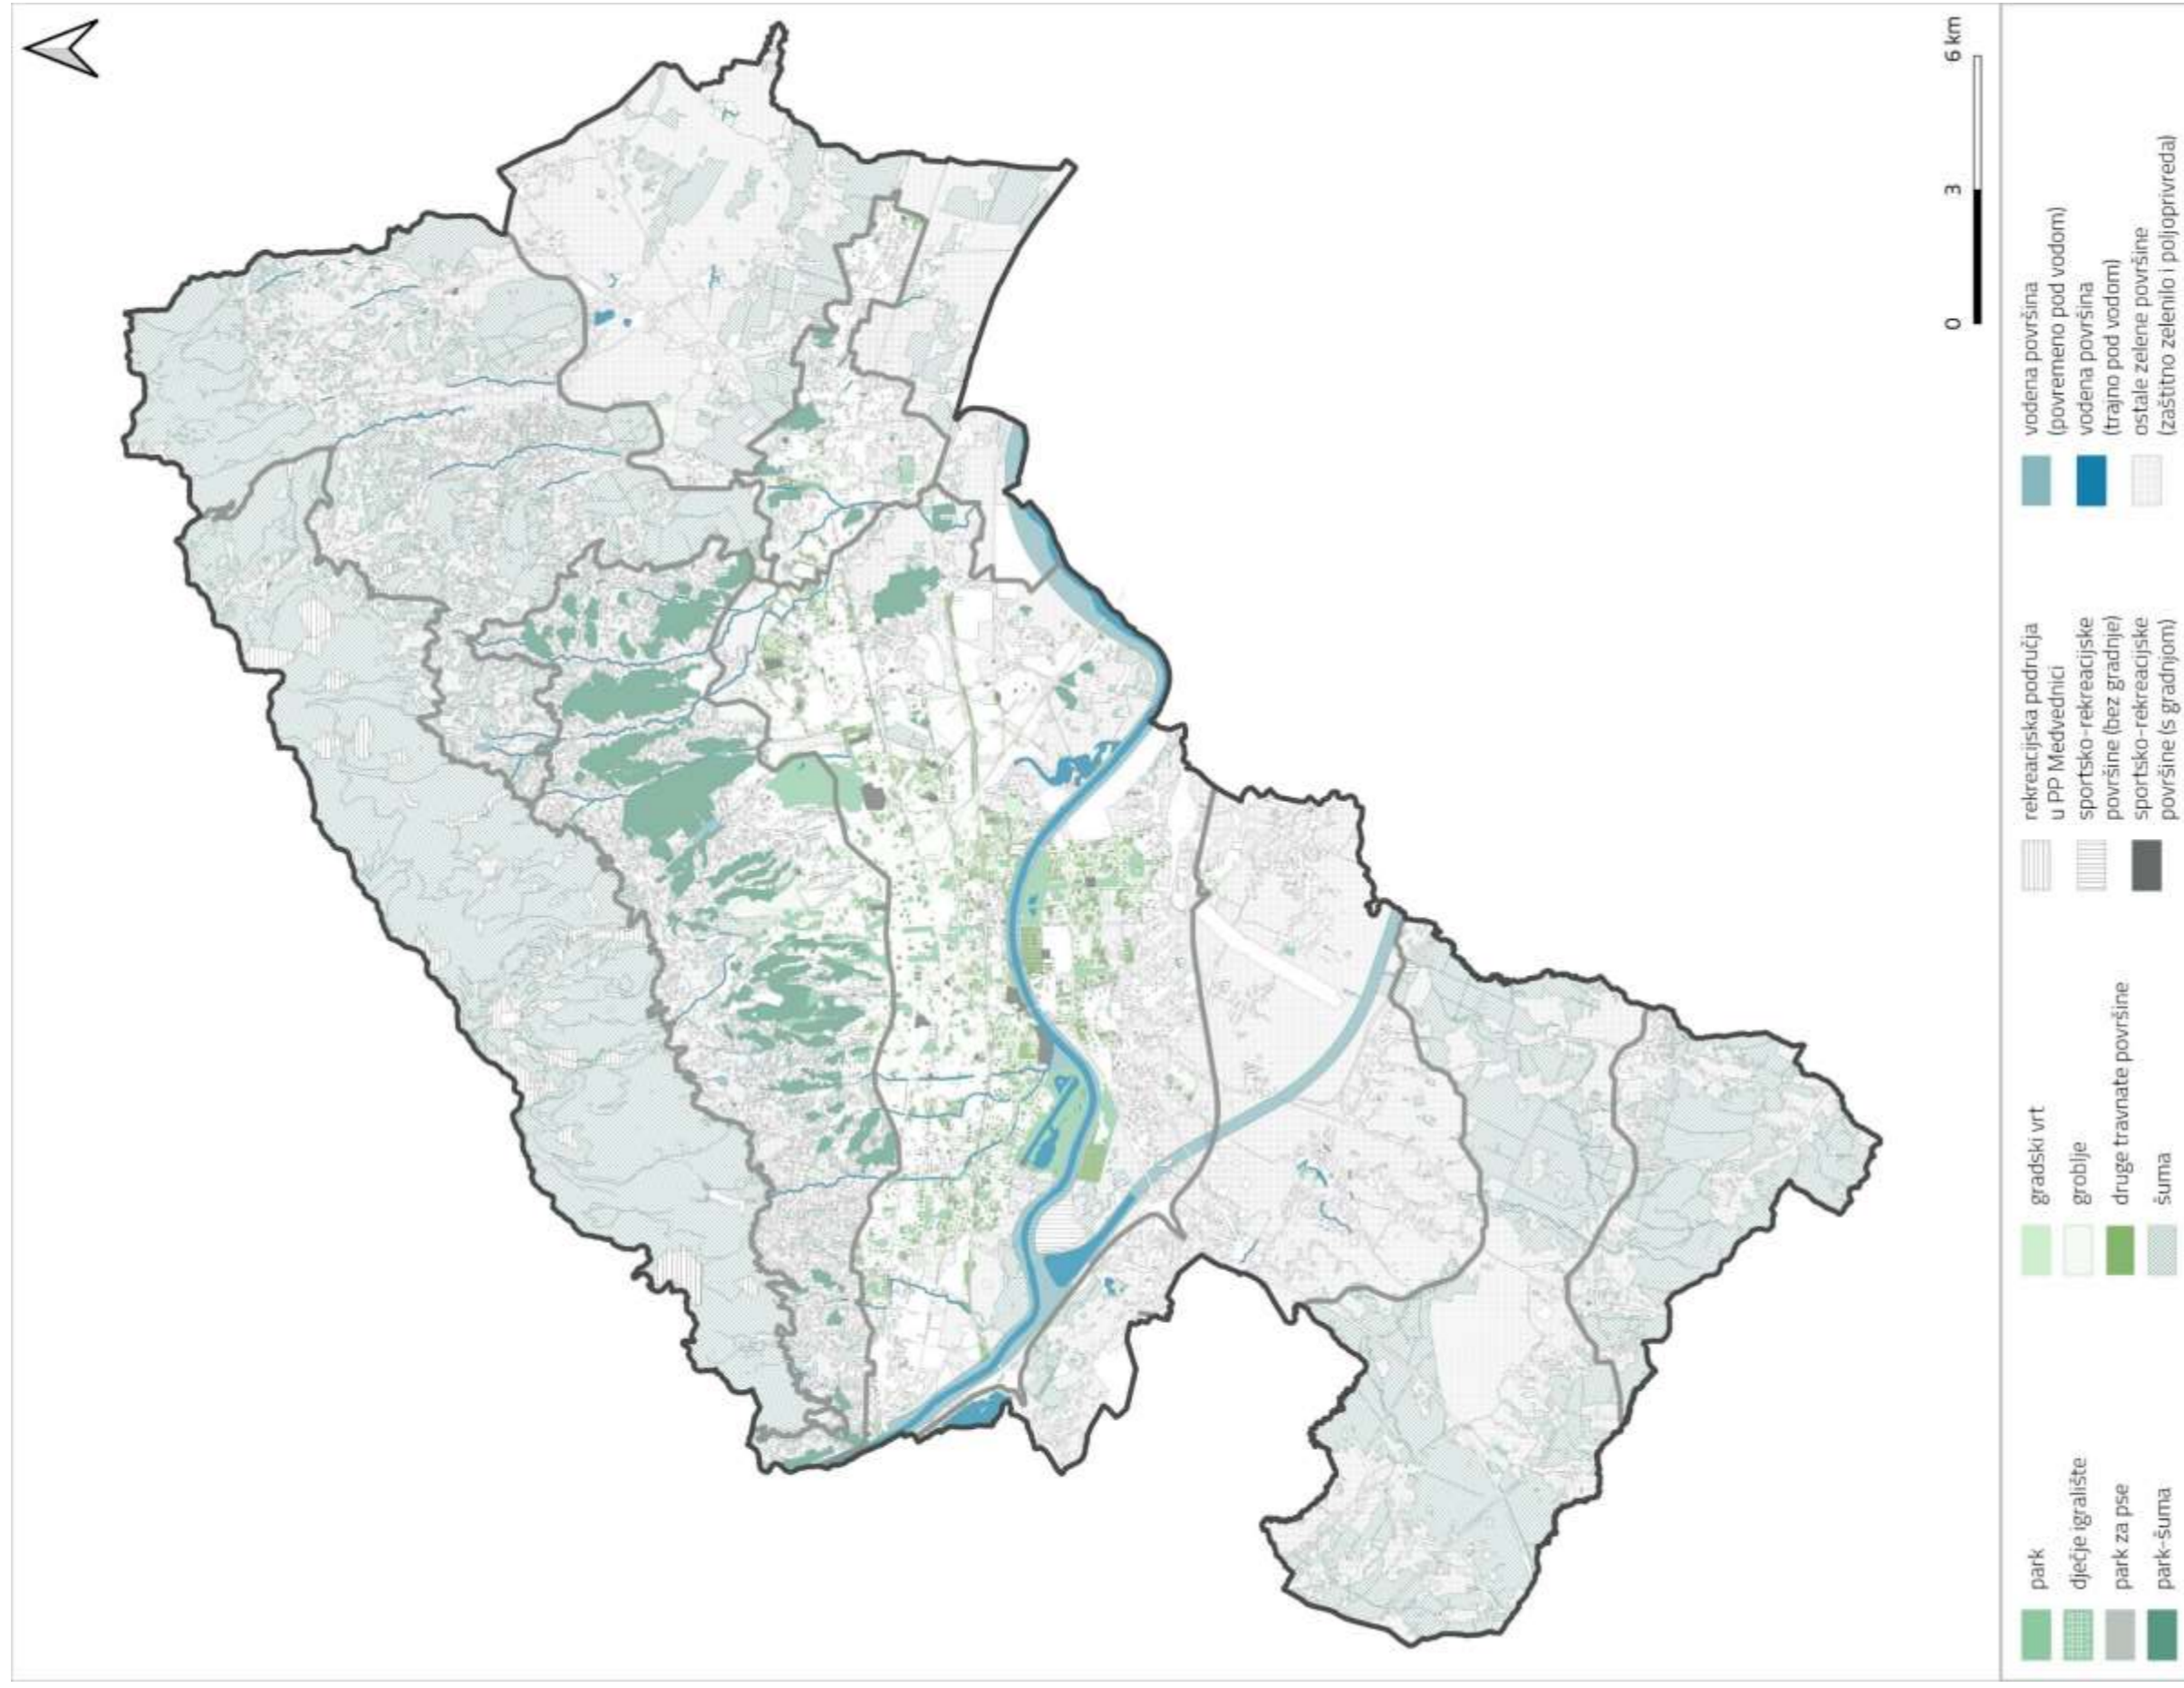 0 3 6 km
park
dječje igralište
park za pse
park-šuma
gradski vrt
groblje
druge travnate površine
šuma
rekreacijska područja
u PP Medvednici
sportsko-rekreacijske
površine (bez gradnje)
sportsko-rekreacijske
površine (s gradnjom)
vodena površina
(povremeno pod vodom)
vodena površina
(trajno pod vodom)
ostale zelene površine
(zaštitno zelenilo i poljoprivreda)